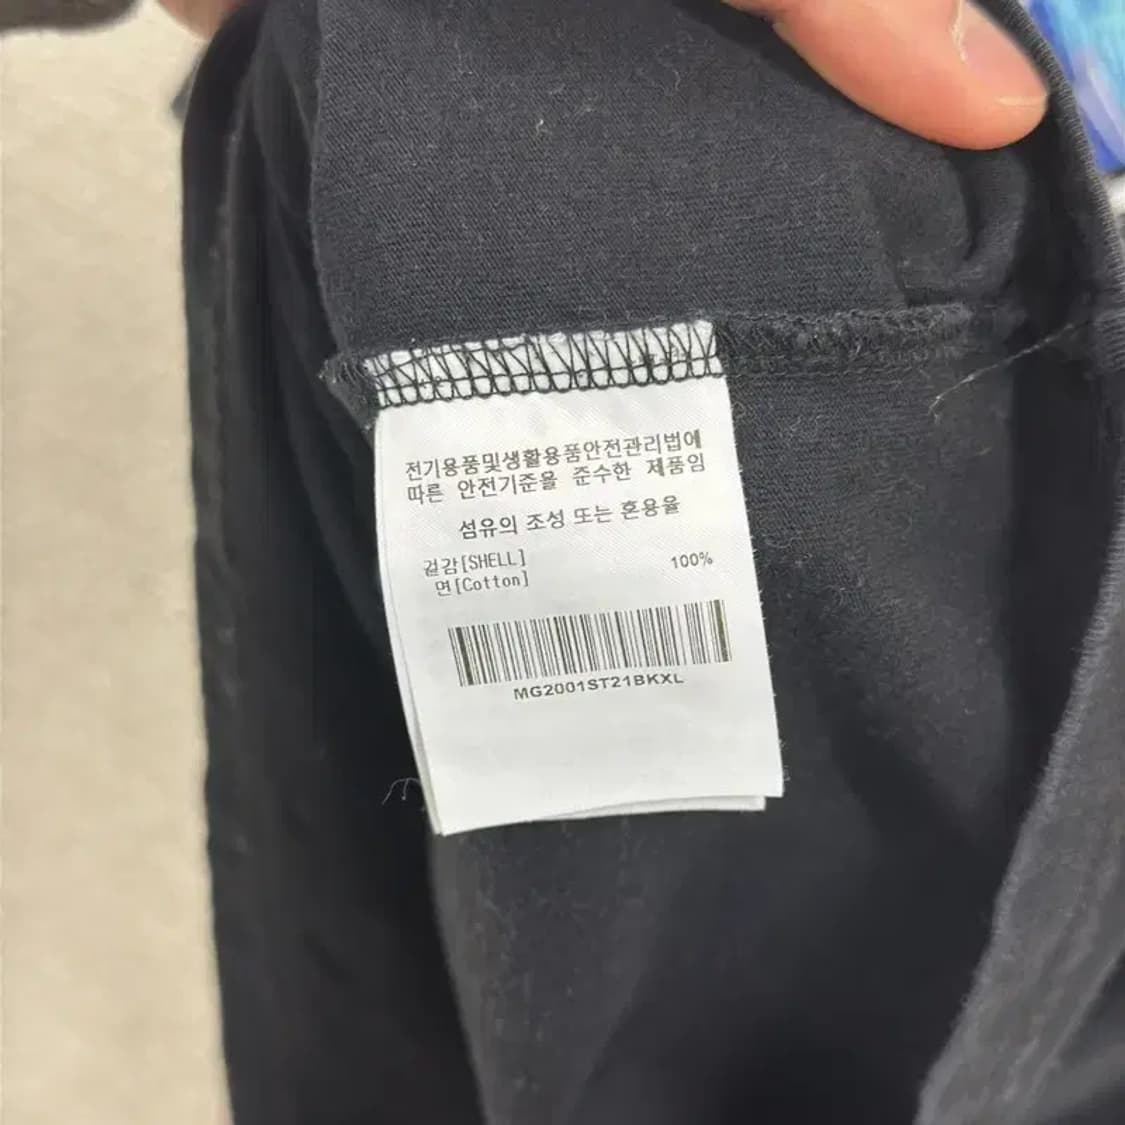 전기용품및생활용품안전관리법에
따른 안전기준을 준수한 제품임
섬유의 조성 또는 혼용율
겉감[SHELL]
면[Cotton] 100%
MG2001ST21BKXL